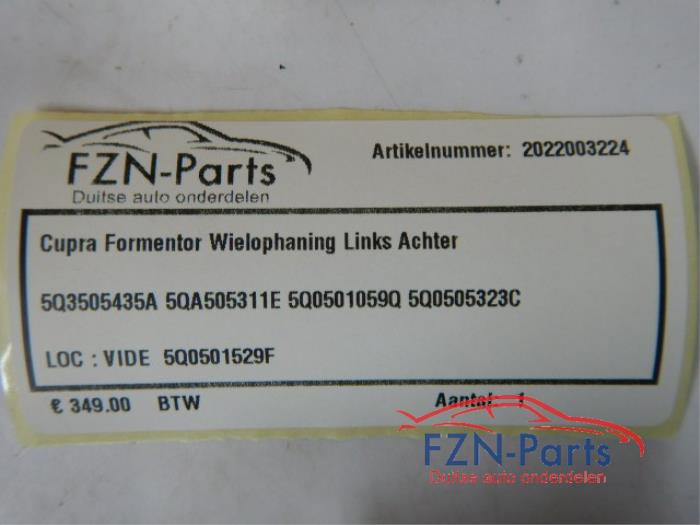 FZN-Parts
Duitse auto onderdelen
Artikelnummer: 2022003224
Cupra Formentor Wielophaning Links Achter
5Q3505435A 5QA505311E 5Q0501059Q 5Q0505323C
LOC : VIDE 5Q0501529F
€ 349.00 BTW Aantal: 1
FZN-Parts
Duitse auto onderdelen